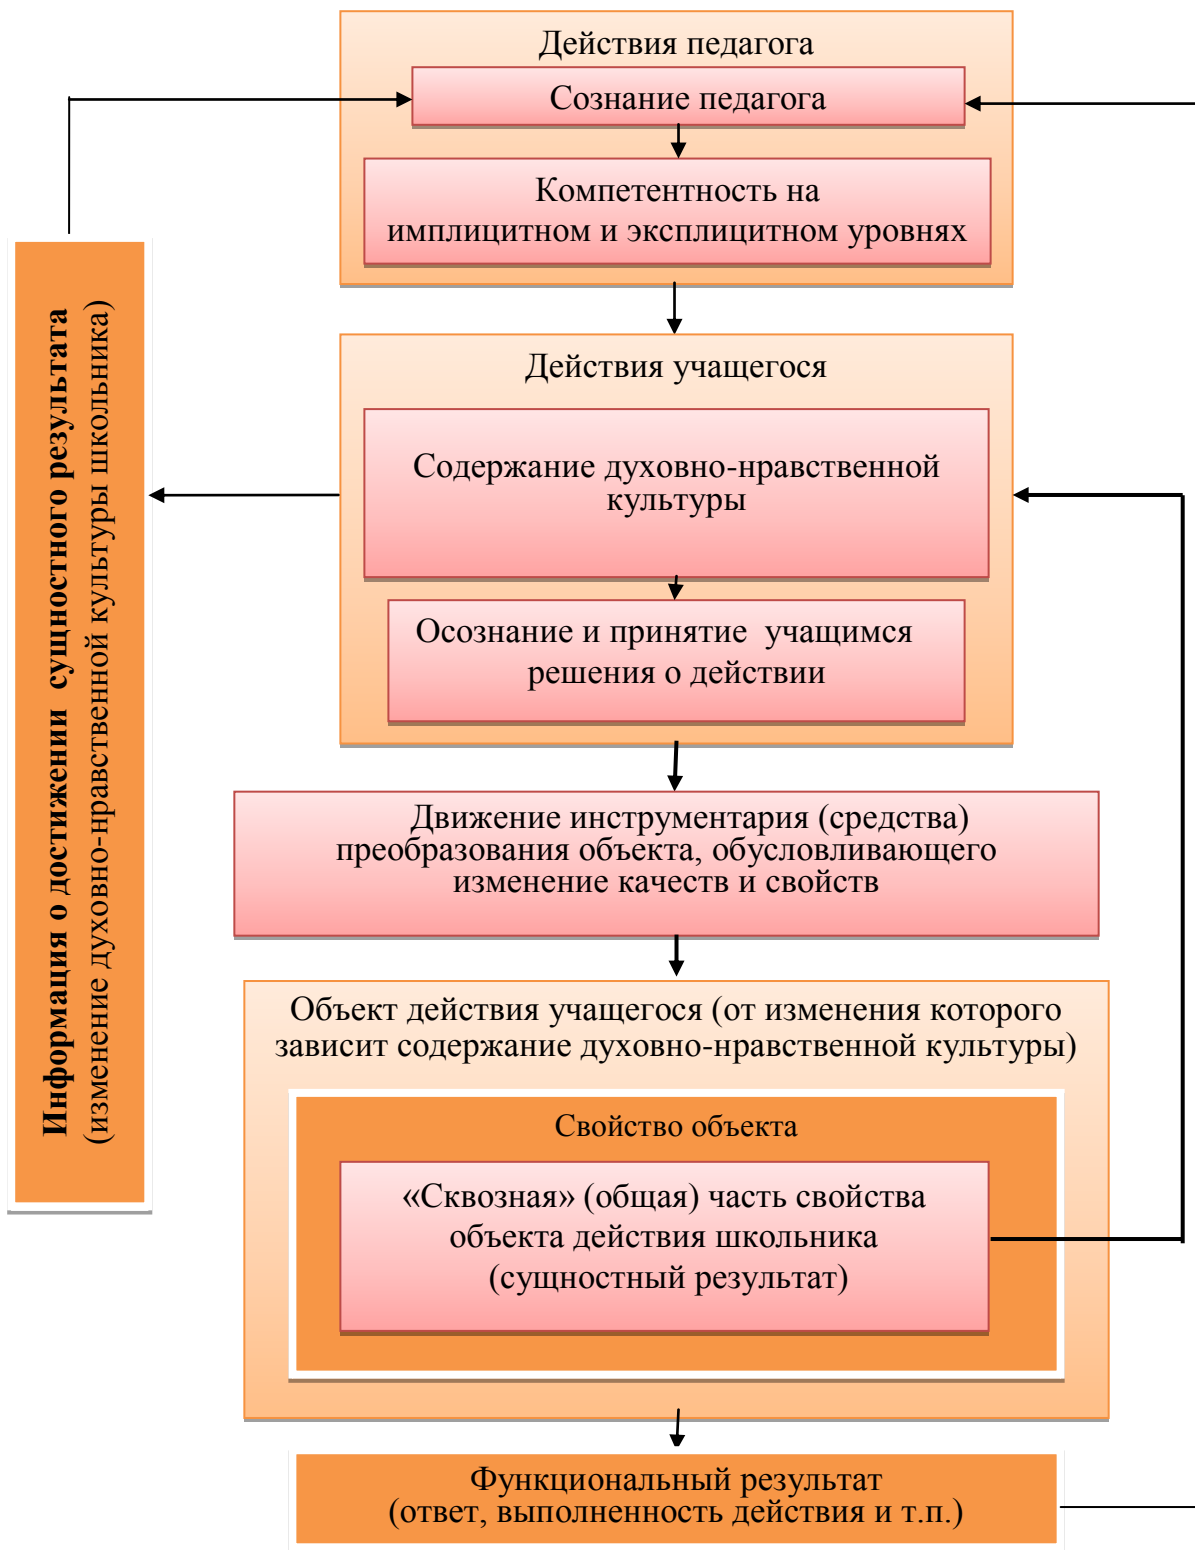 Действия педагога
Сознание педагога
Компетентность на
имплицитном и эксплицитном уровнях
Действия учащегося
Содержание духовно-нравственной
культуры
Осознание и принятие учащимся
решения о действии
Информация о достижении сущностного результата
(изменение духовно-нравственной культуры школьника)
Движение инструментария (средства)
преобразования объекта, обусловливающего
изменение качеств и свойств
Объект действия учащегося (от изменения которого
зависит содержание духовно-нравственной культуры)
Свойство объекта
«Сквозная» (общая) часть свойства
объекта действия школьника
(сущностный результат)
Функциональный результат
(ответ, выполненность действия и т.п.)